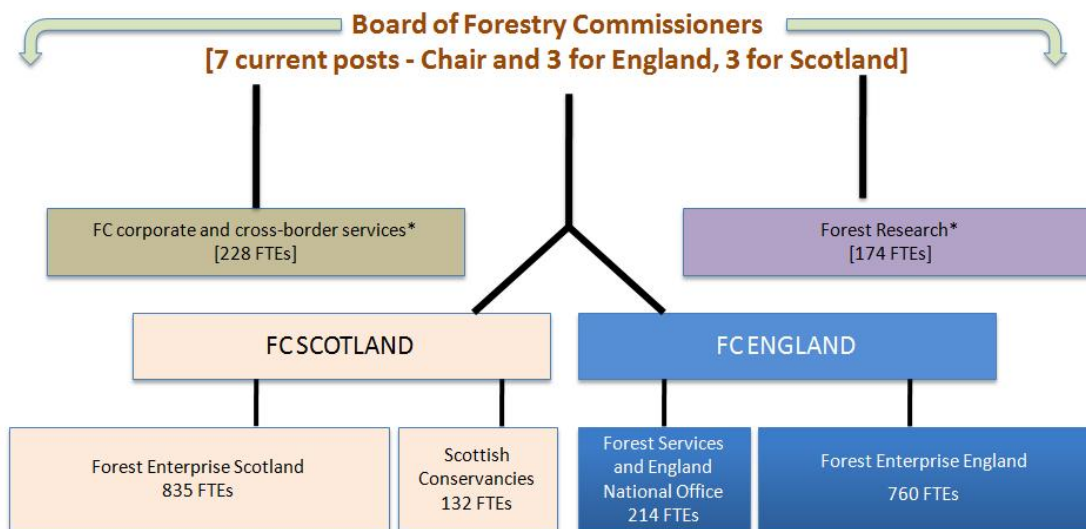 Board of Forestry Commissioners
[7 current posts - Chair and 3 for England, 3 for Scotland]
FC corporate and cross-border services*
[228 FTEs]
Forest Research*
[174 FTEs]
FC SCOTLAND
FC ENGLAND
Forest Enterprise Scotland
835 FTEs
Scottish
Conservancies
132 FTEs
Forest Services
and England
National Office
214 FTEs
Forest Enterprise England
760 FTEs